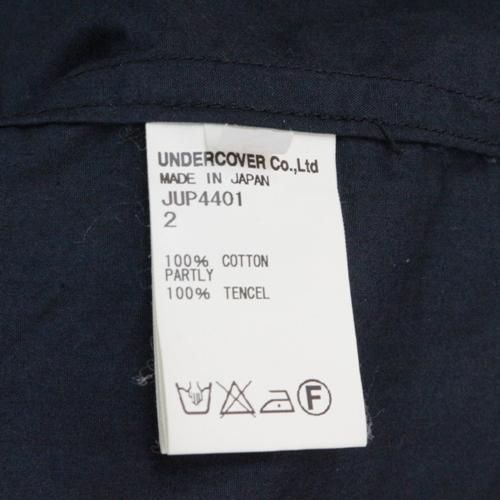 UNDERCOVER Co.,Ltd
MADE IN JAPAN
JUP4401
2
100% COTTON
PARTLY
100% TENCEL
F